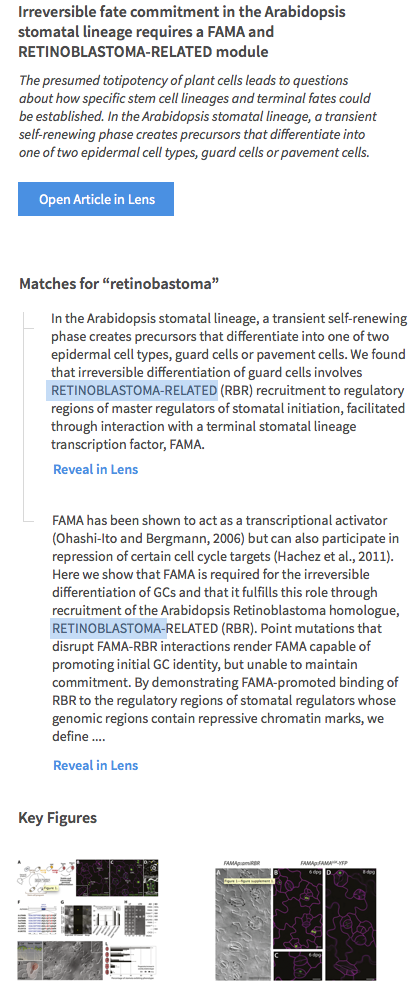 Irreversible fate commitment in the Arabidopsis
stomatal lineage requires a FAMA and
RETINOBLASTOMA-RELATED module
The presumed totipotency of plant cells leads to questions
about how specific stem cell lineages and terminal fates could
be established. In the Arabidopsis stomatal lineage, a transient
self-renewing phase creates precursors that differentiate into
one of two epidermal cell types, guard cells or pavement cells.
Open Article in Lens
Matches for “retinobastoma”
In the Arabidopsis stomatal lineage, a transient self-renewing
phase creates precursors that differentiate into one of two
epidermal cell types, guard cells or pavement cells. We found
that irreversible differentiation of guard cells involves
RETINOBLASTOMA-RELATED (RBR) recruitment to regulatory
regions of master regulators of stomatal initiation, facilitated
through interaction with a terminal stomatal lineage
transcription factor, FAMA.
Reveal in Lens
FAMA has been shown to act as a transcriptional activator
(Ohashi-Ito and Bergmann, 2006) but can also participate in
repression of certain cell cycle targets (Hachez et al., 2011).
Here we show that FAMA is required for the irreversible
differentiation of GCs and that it fulfills this role through
recruitment of the Arabidopsis Retinoblastoma homologue,
RETINOBLASTOMA-RELATED (RBR). Point mutations that
disrupt FAMA-RBR interactions render FAMA capable of
promoting initial GC identity, but unable to maintain
commitment. By demonstrating FAMA-promoted binding of
RBR to the regulatory regions of stomatal regulators whose
genomic regions contain repressive chromatin marks, we
define ....
Reveal in Lens
Key Figures
A B C D
F G H
L
FAMAp:amiRBR
A
Figure 1 - Figure supplement 1
B 6 dpg
D 8 dpg
C 6 dpg